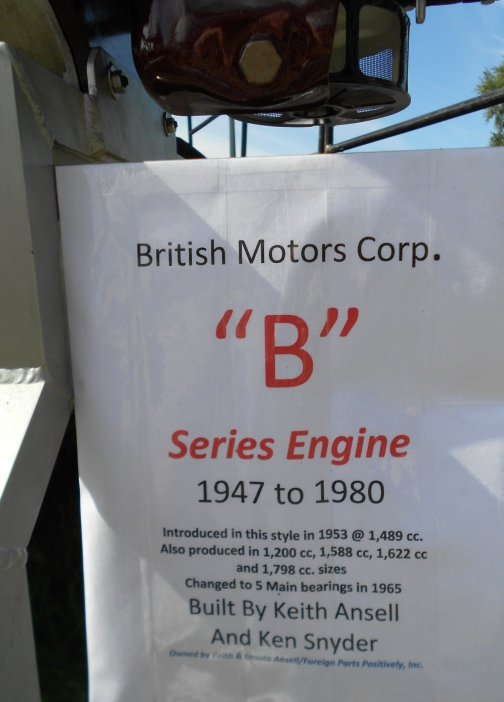 British Motors Corp.
“B”
Series Engine
1947 to 1980
Introduced in this style in 1953 @ 1,489 cc.
Also produced in 1,200 cc, 1,588 cc, 1,622 cc
and 1,798 cc. sizes
Changed to 5 Main bearings in 1965
Built By Keith Ansell
And Ken Snyder
Owned by Keith & Ursula Ansell/Foreign Parts Positively, Inc.